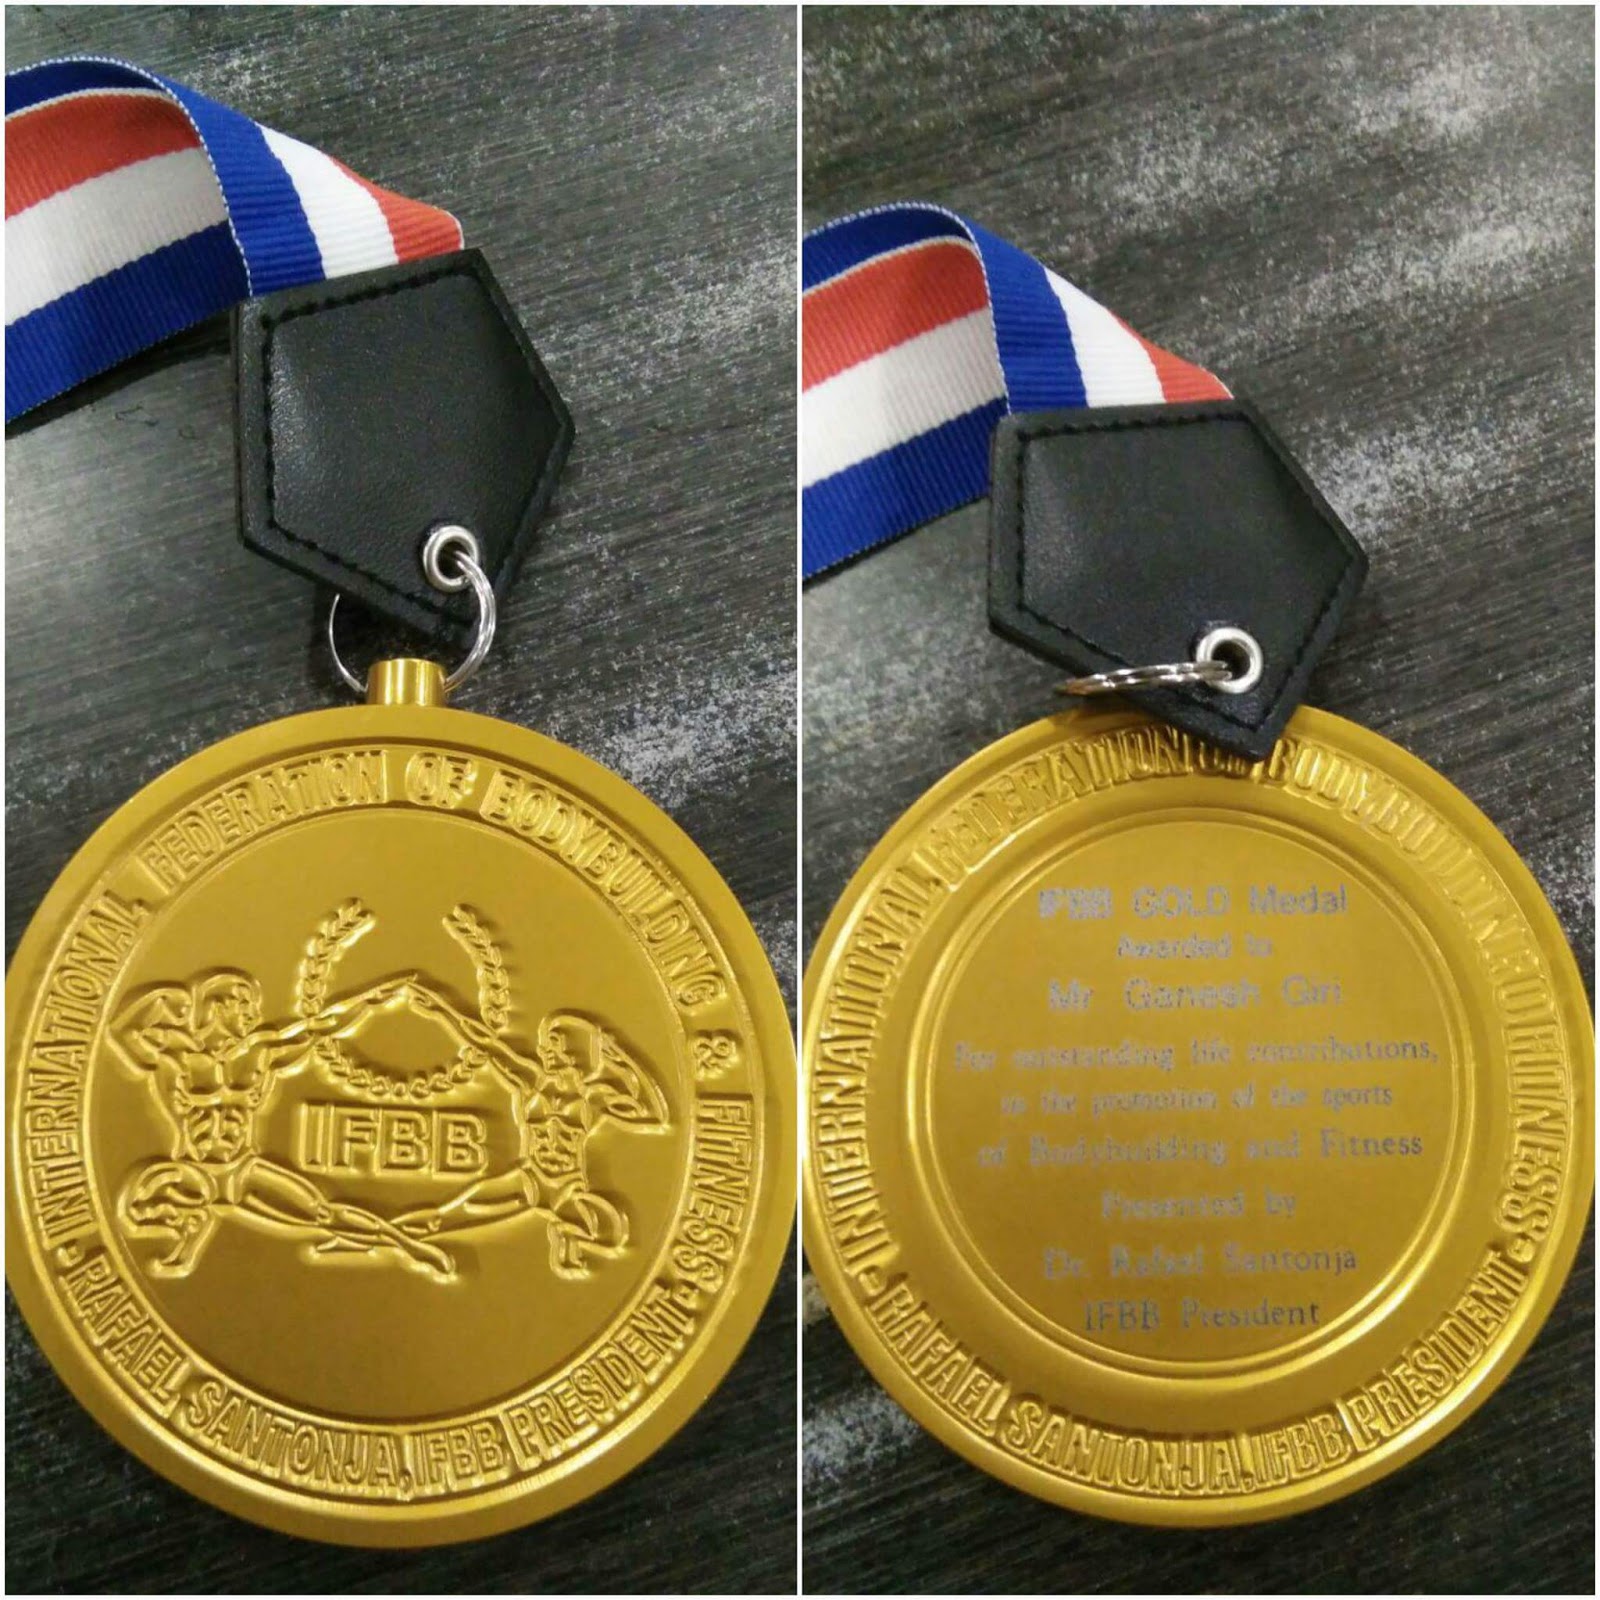 INTERNATIONAL FEDERATION OF BODYBUILDING & FITNESS
IFBB
· RAFAEL SANTONJA, IFBB PRESIDENT ·
INTERNATIONAL FEDERATION OF BODYBUILDING & FITNESS
IFBB GOLD Medal
Awarded to
Mr. Ganesh Giri
For outstanding life contributions,
to the promotion of the sports
of Bodybuilding and Fitness
Presented by
Dr. Rafael Santonja
IFBB President
· RAFAEL SANTONJA, IFBB PRESIDENT ·